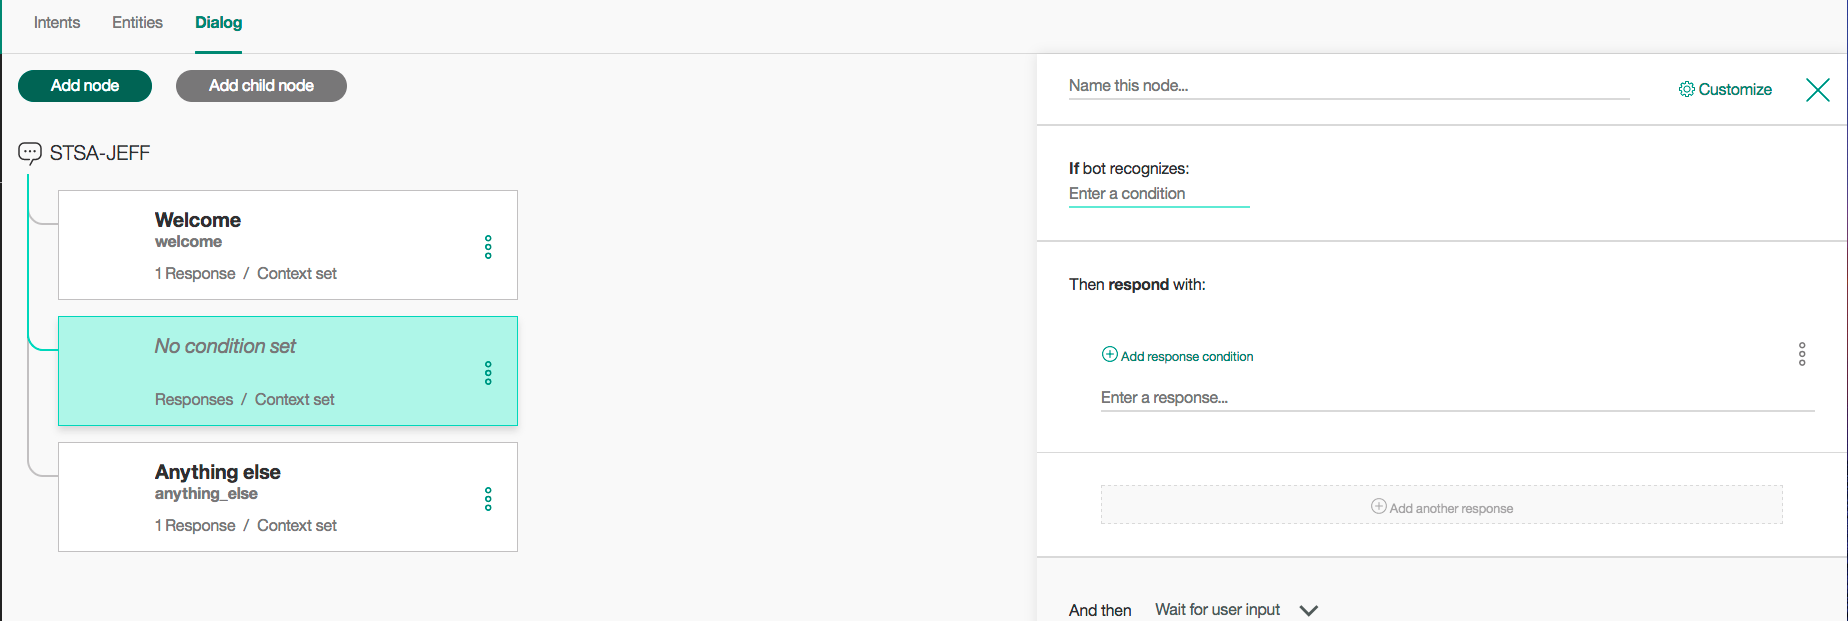 Intents Entities Dialog
Add node Add child node
STSA-JEFF
Welcome
welcome
1 Response / Context set
No condition set
Responses / Context set
Anything else
anything_else
1 Response / Context set
Name this node...
Customize
If bot recognizes:
Enter a condition
Then respond with:
Add response condition
Enter a response...
Add another response
And then Wait for user input